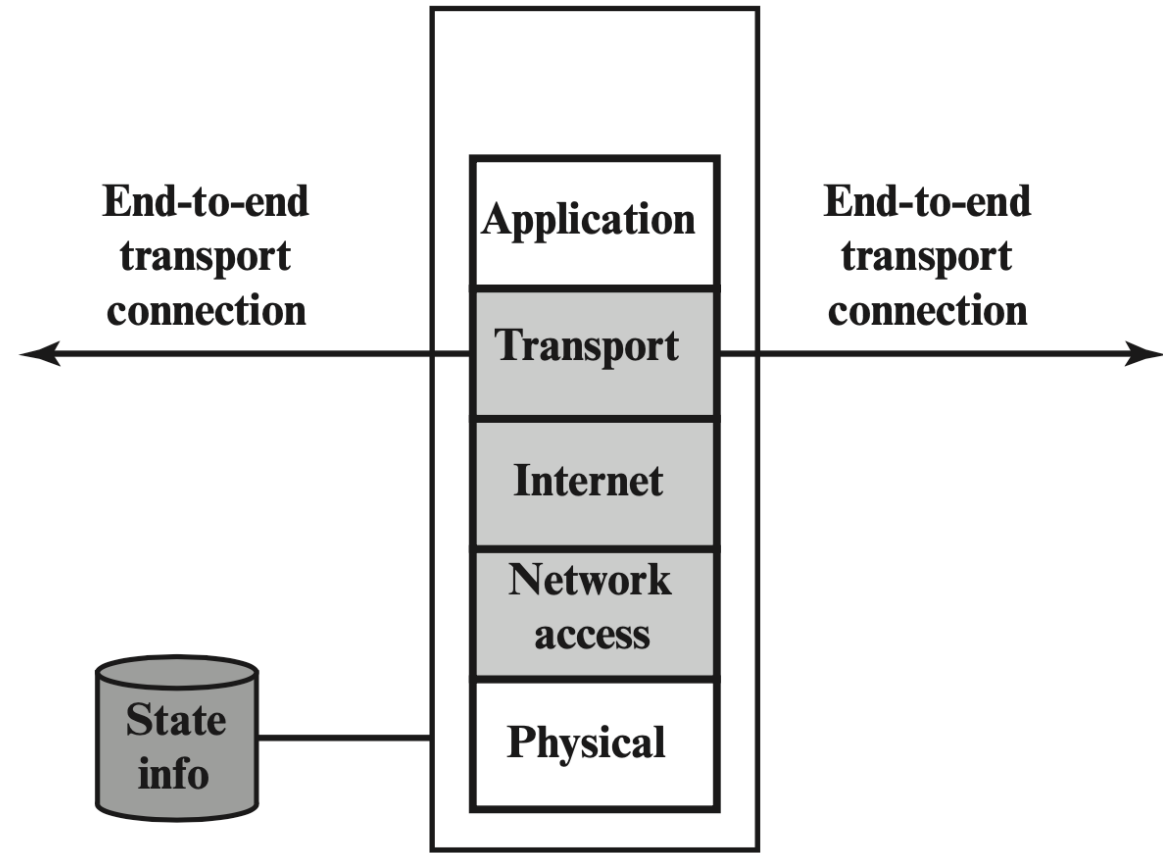 End-to-end
transport
connection
Application
Transport
Internet
Network
access
Physical
End-to-end
transport
connection
State
info